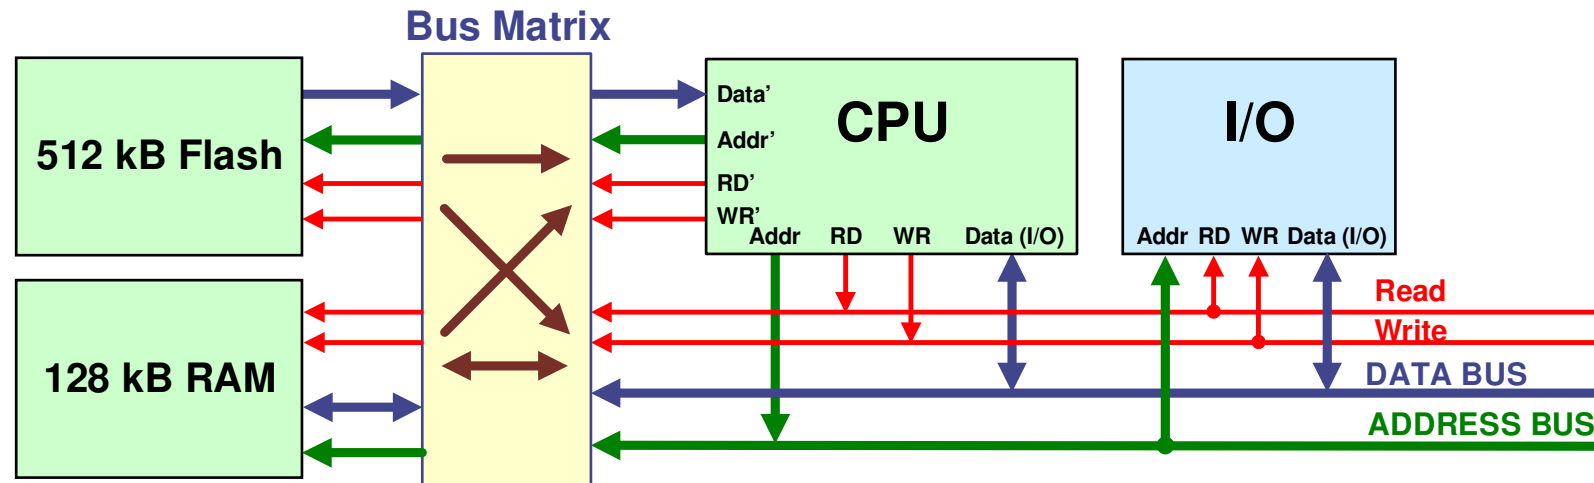 Bus Matrix
512 kB Flash
128 kB RAM
Data’
Addr’
RD’
WR’
CPU
Addr RD WR Data (I/O)
I/O
Addr RD WR Data (I/O)
Read
Write
DATA BUS
ADDRESS BUS